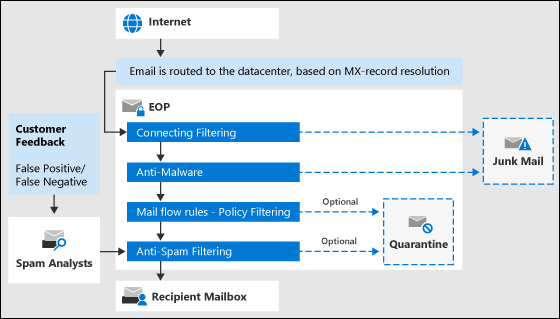 Internet
Email is routed to the datacenter, based on MX-record resolution
EOP
Customer
Feedback
False Positive/
False Negative
Connecting Filtering
Junk Mail
Anti-Malware
Mail flow rules - Policy Filtering
Optional
Quarantine
Spam Analysts
Anti-Spam Filtering
Optional
Recipient Mailbox